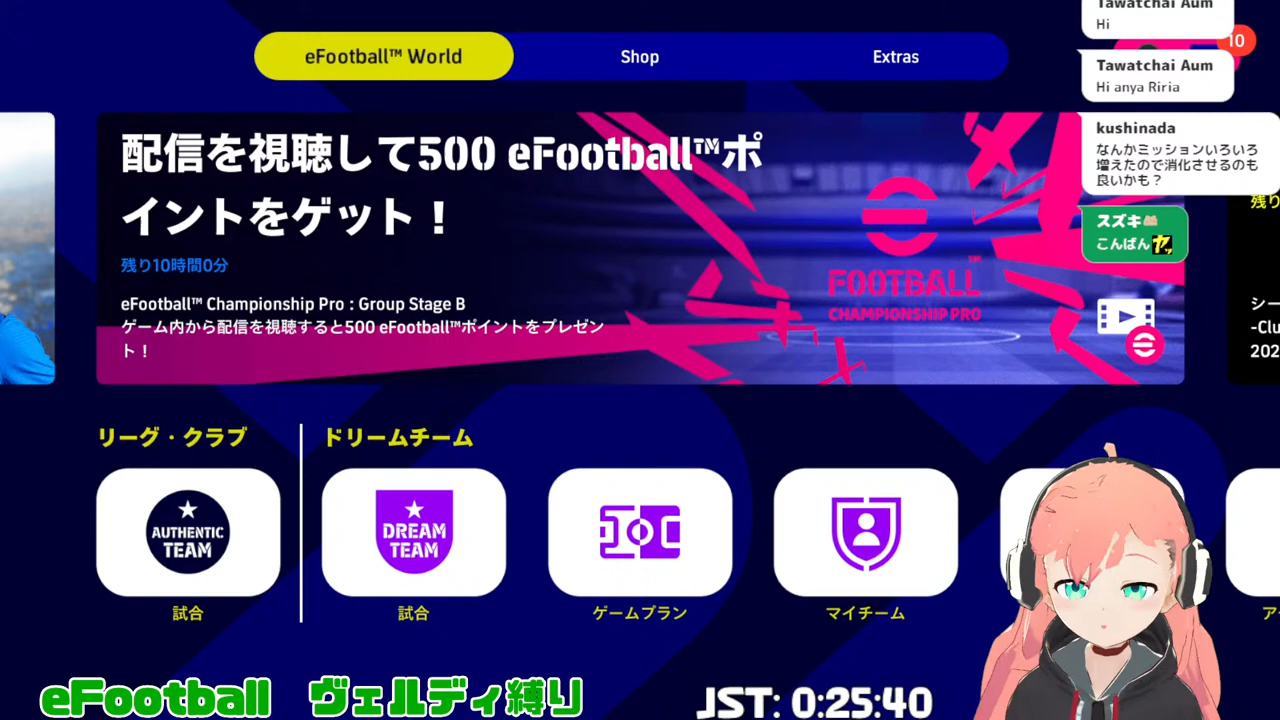 eFootball™ World
Shop
Extras
10
Tawatchai Aum
Hi
Tawatchai Aum
Hi anya Riria
kushinada
なんかミッションいろいろ
増えたので消化させるのも
良いかも？
スズキ
こんばん
ヤッ
配信を視聴して500 eFootball™ポ
イントをゲット！
残り10時間0分
eFootball™ Championship Pro : Group Stage B
ゲーム内から配信を視聴すると500 eFootball™ポイントをプレゼン
ト！
FOOTBALL™
CHAMPIONSHIP PRO
残り
シー
-Clu
202
リーグ・クラブ
ドリームチーム
AUTHENTIC
TEAM
DREAM
TEAM
試合
試合
ゲームプラン
マイチーム
eFootball ヴェルディ縛り
JST: 0:25:40